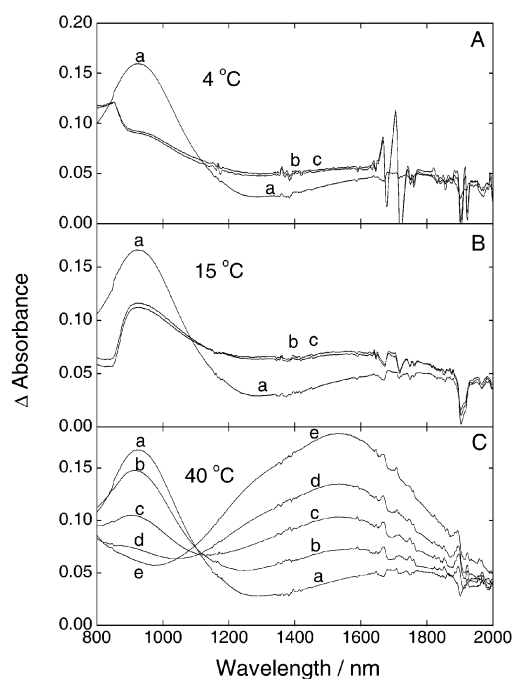 0.20
A
a
4 °C
0.15
0.10
b c
0.05
a
0.00
B
a
15 °C
0.15
0.10
b c
0.05
a
0.00
Δ Absorbance
C
a
e
b
40 °C
0.15
d
c
c
0.10
d
b
e
0.05
a
0.00
800 1000 1200 1400 1600 1800 2000
Wavelength / nm